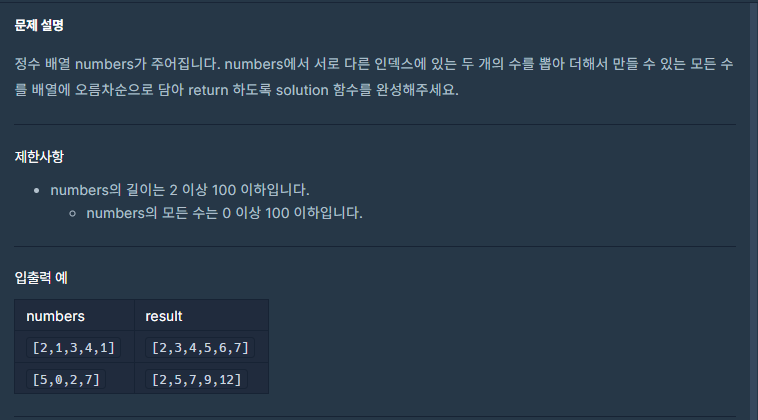 문제 설명
정수 배열 numbers가 주어집니다. numbers에서 서로 다른 인덱스에 있는 두 개의 수를 뽑아 더해서 만들 수 있는 모든 수
를 배열에 오름차순으로 담아 return 하도록 solution 함수를 완성해주세요.
제한사항
• numbers의 길이는 2 이상 100 이하입니다.
◦ numbers의 모든 수는 0 이상 100 이하입니다.
입출력 예
numbers result
[2,1,3,4,1] [2,3,4,5,6,7]
[5,0,2,7] [2,5,7,9,12]